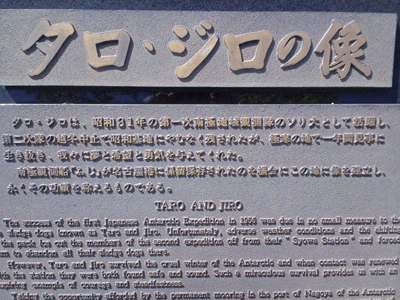 タロ・ジロの像
タロ・ジロは、昭和31年の第一次南極地域観測隊のソリ犬として活躍し、
第二次隊の越冬中止で昭和基地にやむなく残されたが、極寒の地で一年間見事に
生き抜き、我々に夢と希望と勇気を与えてくれた。
南極観測船「ふじ」が名古屋港に係留保存されたのを機会にこの地に像を建立し、
永くその功績を称えるものである。
TARO AND JIRO
The success of the first Japanese Antarctic Expedition in 1956 was due in no small measure to the
sledge dogs known as Taro and Jiro. Unfortunately, adverse weather conditions and the shifting
the pack ice cut the members of the second expedition off from their "Syowa Station" and forced
em to abandon all their sledge dogs there.
However, Taro and Jiro survived the cruel winter of the Antarctic and when contact was renewed
with the station they were both found safe and sound. Such a miraculous survival provides us with an
nspiring example of courage and steadfastness.
Taking the opportunity afforded by the permanent mooring in the port of Nagoya of the Antarctic